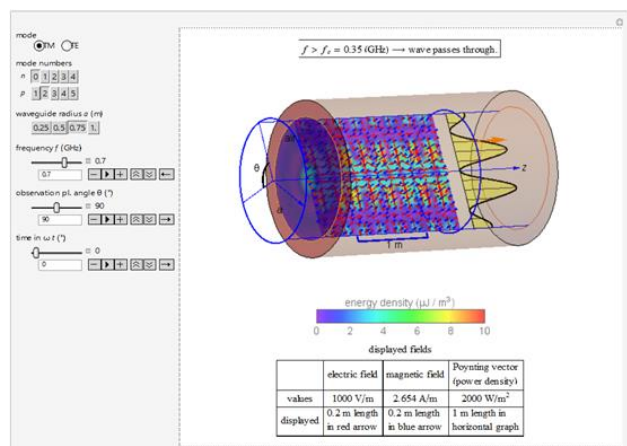 mode
TM TE
mode numbers
n 0 1 2 3 4
p 1 2 3 4 5
waveguide radius a (m)
0.25 0.5 0.75 1.
frequency f (GHz)
0.7
0.7
observation pl. angle θ (°)
90
90
time in ω t (°)
0
0
f > f_c = 0.35 (GHz) ⟶ wave passes through.
θ
a
z
1 m
energy density (μJ / m³)
0 2 4 6 8 10
displayed fields
electric field magnetic field Poynting vector (power density)
values 1000 V/m 2.654 A/m 2000 W/m²
displayed 0.2 m length in red arrow 0.2 m length in blue arrow 1 m length in horizontal graph